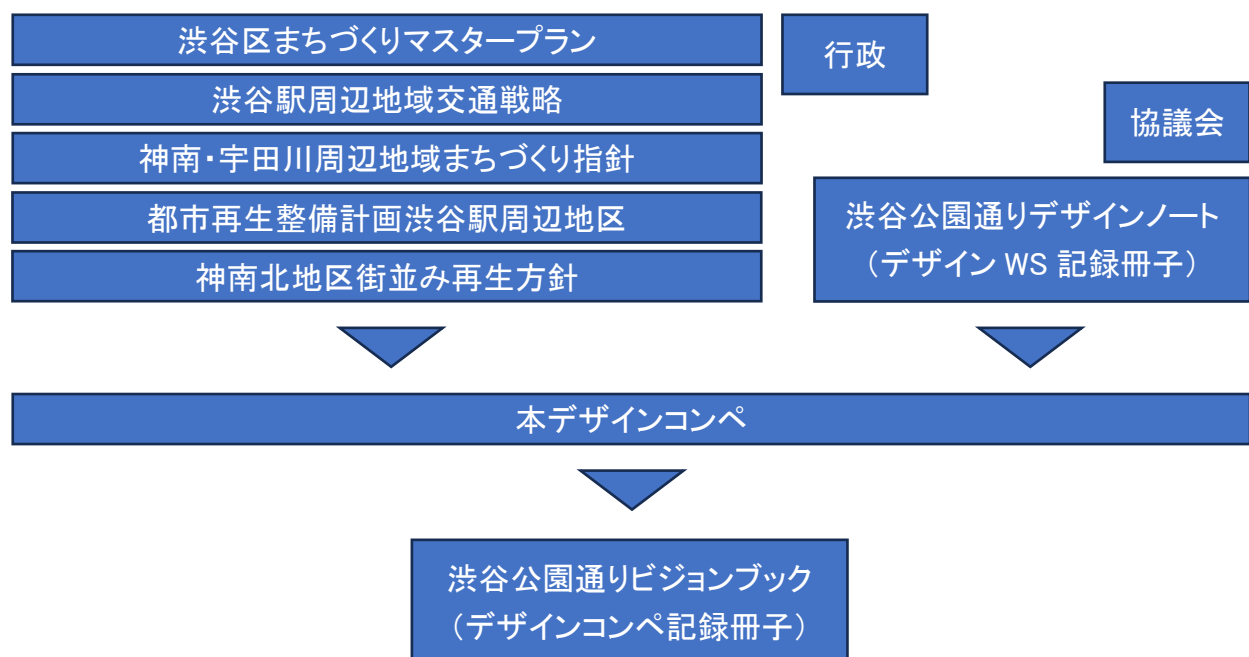 渋谷区まちづくりマスタープラン
行政
渋谷駅周辺地域交通戦略
協議会
神南・宇田川周辺地域まちづくり指針
都市再生整備計画渋谷駅周辺地区
神南北地区街並み再生方針
渋谷公園通りデザインノート
（デザイン WS 記録冊子）
本デザインコンペ
渋谷公園通りビジョンブック
（デザインコンペ記録冊子）